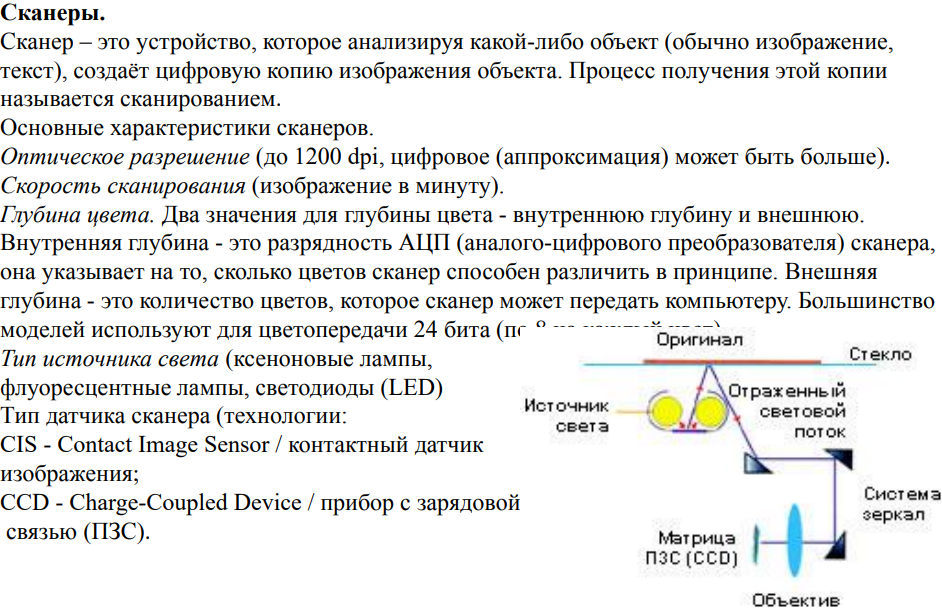 Сканеры.
Сканер – это устройство, которое анализируя какой-либо объект (обычно изображение,
текст), создаёт цифровую копию изображения объекта. Процесс получения этой копии
называется сканированием.
Основные характеристики сканеров.
Оптическое разрешение (до 1200 dpi, цифровое (аппроксимация) может быть больше).
Скорость сканирования (изображение в минуту).
Глубина цвета. Два значения для глубины цвета - внутреннюю глубину и внешнюю.
Внутренняя глубина - это разрядность АЦП (аналого-цифрового преобразователя) сканера,
она указывает на то, сколько цветов сканер способен различить в принципе. Внешняя
глубина - это количество цветов, которое сканер может передать компьютеру. Большинство
моделей используют для цветопередачи 24 бита (по 8 на каждый цвет).
Тип источника света (ксеноновые лампы,
флуоресцентные лампы, светодиоды (LED)
Тип датчика сканера (технологии:
CIS - Contact Image Sensor / контактный датчик
изображения;
CCD - Charge-Coupled Device / прибор с зарядовой
связью (ПЗС).
Оригинал
Стекло
Источник
света
Отраженный
световой
поток
Система
зеркал
Матрица
ПЗС (CCD)
Объектив